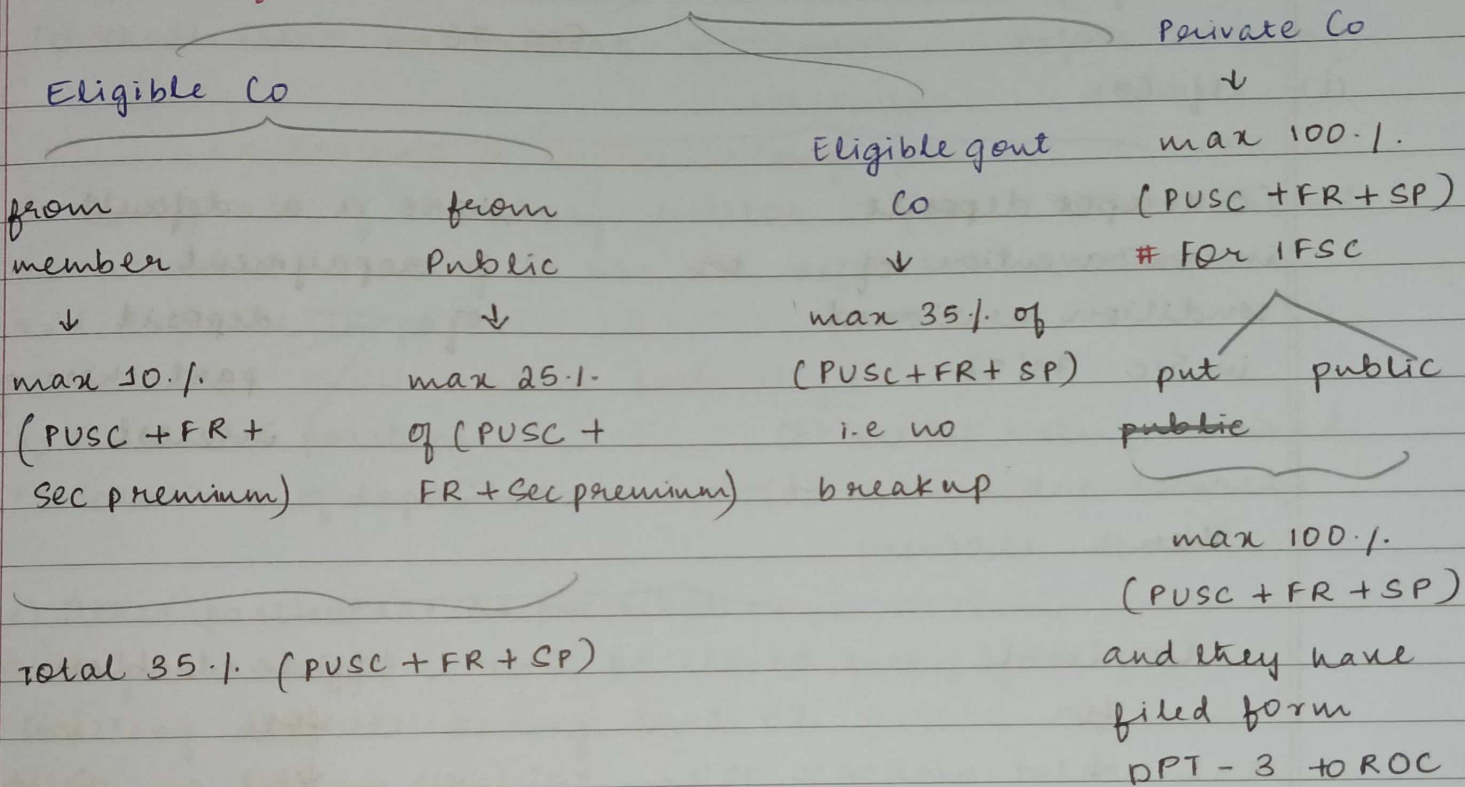 Private Co
Eligible Co
↓
Eligible govt
max 100%.
from
from
Co
(PUSC + FR + SP)
member
Public
↓
# For IFSC
↓
↓
max 35% of
max 10%.
max 25%.
(PUSC + FR + SP)
put
public
(PUSC + FR +
of (PUSC +
i.e no
public
sec premium)
FR + Sec premium)
breakup
max 100%.
(PUSC + FR + SP)
Total 35%. (PUSC + FR + SP)
and they have
filed form
DPT - 3 to ROC